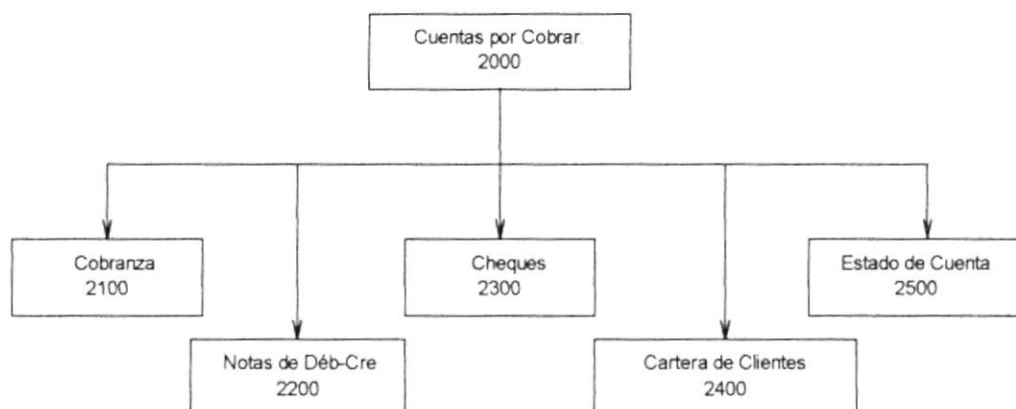 Cuentas por Cobrar.
2000
Cobranza
2100
Cheques
2300
Estado de Cuenta
2500
Notas de Déb-Cre
2200
Cartera de Clientes
2400